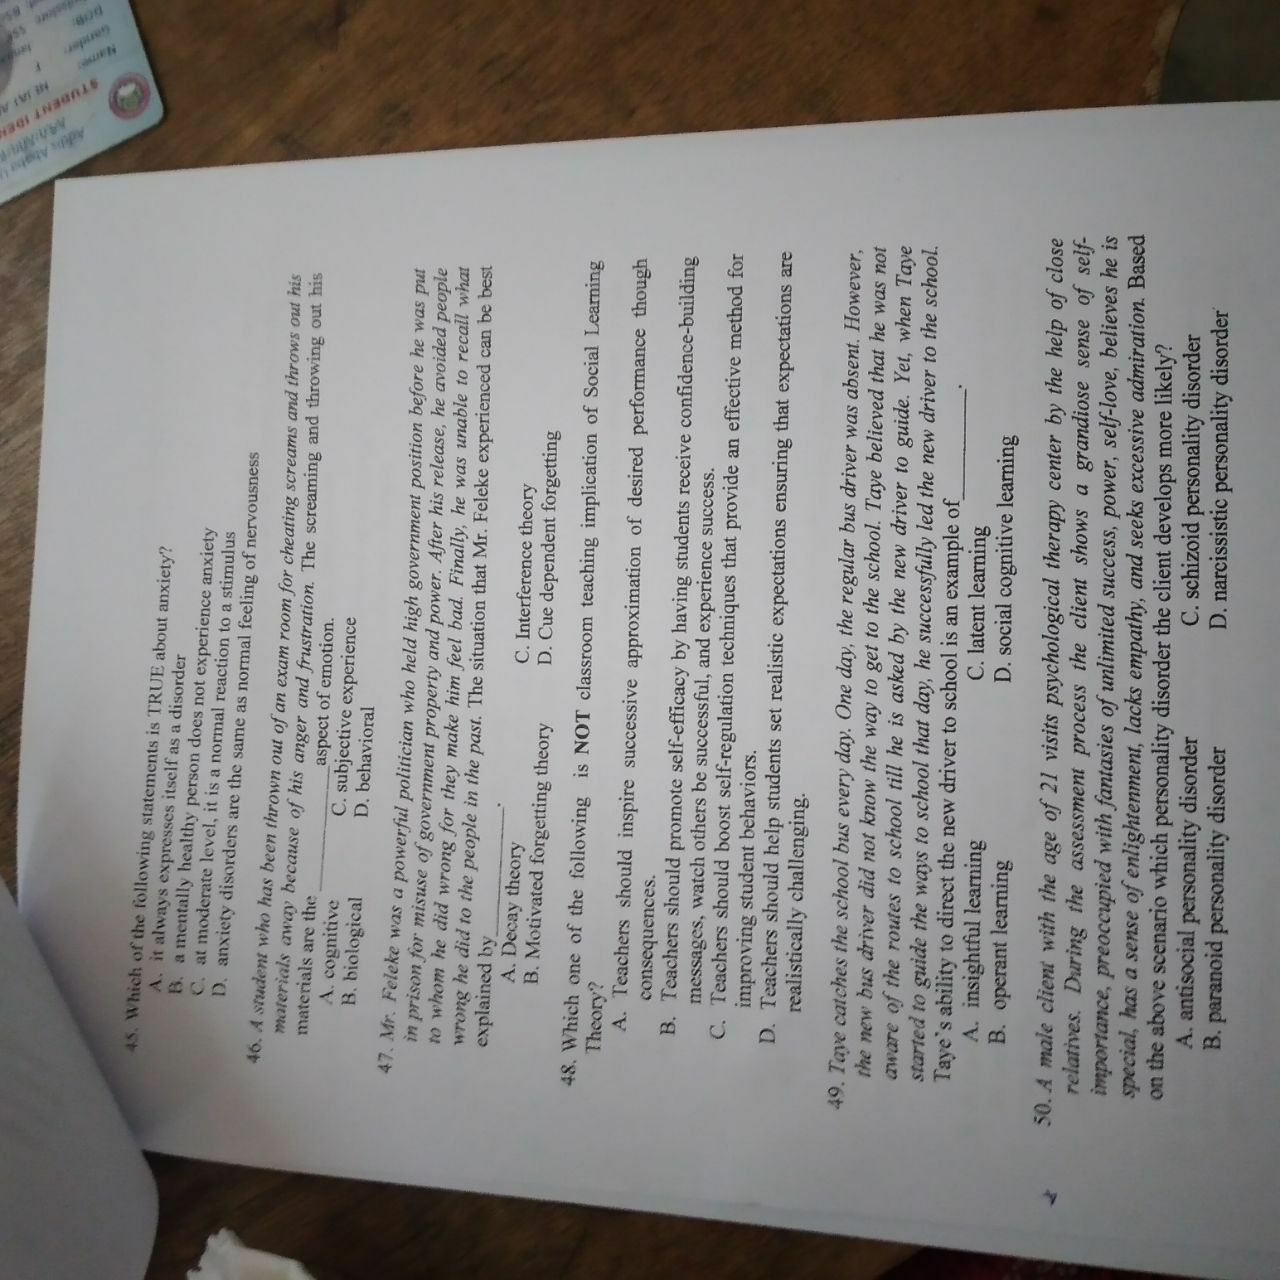 45. Which of the following statements is TRUE about anxiety?
A. it always expresses itself as a disorder
B. a mentally healthy person does not experience anxiety
C. at moderate level, it is a normal reaction to a stimulus
D. anxiety disorders are the same as normal feeling of nervousness
46. A student who has been thrown out of an exam room for cheating screams and throws out his
materials away because of his anger and frustration. The screaming and throwing out his
materials are the ____________ aspect of emotion.
A. cognitive C. subjective experience
B. biological D. behavioral
47. Mr. Feleke was a powerful politician who held high government position before he was put
in prison for misuse of government property and power. After his release, he avoided people
to whom he did wrong for they make him feel bad. Finally, he was unable to recall what
wrong he did to the people in the past. The situation that Mr. Feleke experienced can be best
explained by____________.
A. Decay theory C. Interference theory
B. Motivated forgetting theory D. Cue dependent forgetting
48. Which one of the following is NOT classroom teaching implication of Social Learning
Theory?
A. Teachers should inspire successive approximation of desired performance though
consequences.
B. Teachers should promote self-efficacy by having students receive confidence-building
messages, watch others be successful, and experience success.
C. Teachers should boost self-regulation techniques that provide an effective method for
improving student behaviors.
D. Teachers should help students set realistic expectations ensuring that expectations are
realistically challenging.
49. Taye catches the school bus every day. One day, the regular bus driver was absent. However,
the new bus driver did not know the way to get to the school. Taye believed that he was not
aware of the routes to school till he is asked by the new driver to guide. Yet, when Taye
started to guide the ways to school that day, he successfully led the new driver to the school.
Taye`s ability to direct the new driver to school is an example of____________.
A. insightful learning C. latent learning
B. operant learning D. social cognitive learning
50. A male client with the age of 21 visits psychological therapy center by the help of close
relatives. During the assessment process the client shows a grandiose sense of self-
importance, preoccupied with fantasies of unlimited success, power, self-love, believes he is
special, has a sense of enlightenment, lacks empathy, and seeks excessive admiration. Based
on the above scenario which personality disorder the client develops more likely?
A. antisocial personality disorder C. schizoid personality disorder
B. paranoid personality disorder D. narcissistic personality disorder
STUDENT IDEN
Name:
Gender: F
DOB: